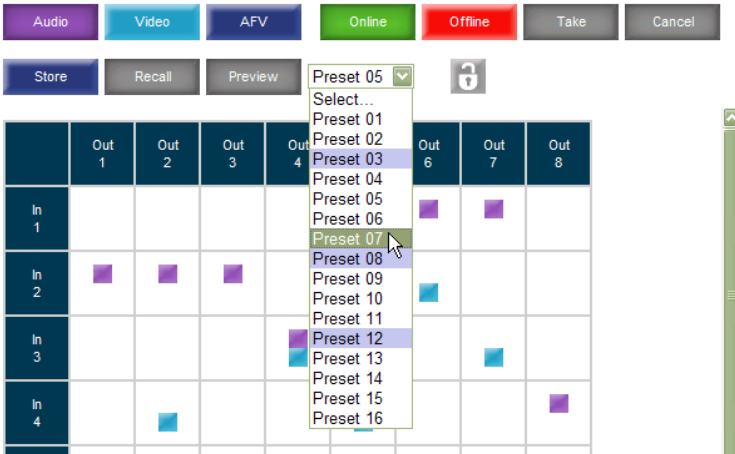 Audio Video AFV Online Offline Take Cancel
Store Recall Preview Preset 05
Select...
Preset 01
Preset 02
Preset 03
Preset 04
Preset 05
Preset 06
Preset 07
Preset 08
Preset 09
Preset 10
Preset 11
Preset 12
Preset 13
Preset 14
Preset 15
Preset 16
Out Out Out Out Out Out Out
1 2 3 4 6 7 8
In
1
In
2
In
3
In
4